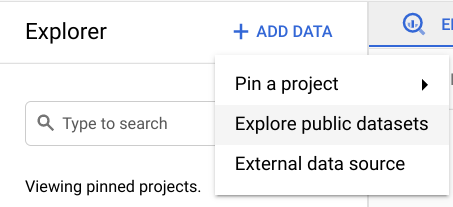 Explorer
+ ADD DATA
Pin a project
Type to search
Explore public datasets
External data source
Viewing pinned projects.